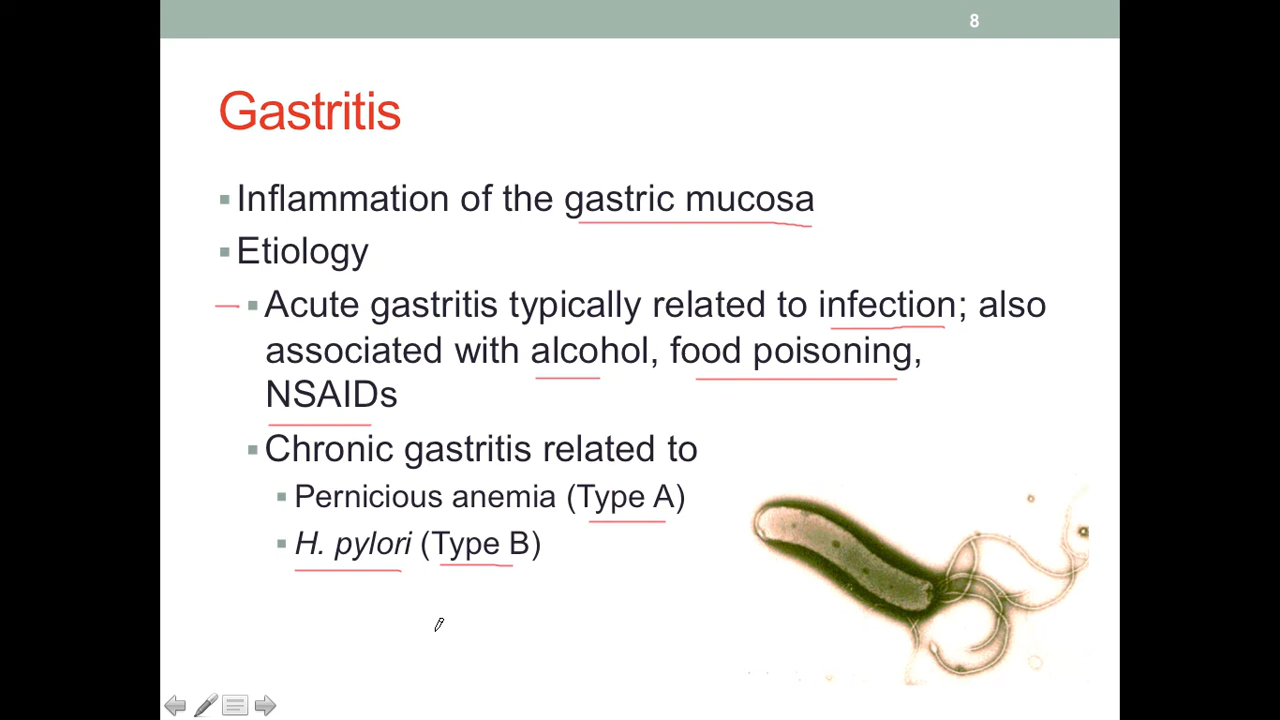 8
Gastritis
▪ Inflammation of the gastric mucosa
▪ Etiology
▪ Acute gastritis typically related to infection; also
associated with alcohol, food poisoning,
NSAIDs
▪ Chronic gastritis related to
▪ Pernicious anemia (Type A)
▪ H. pylori (Type B)